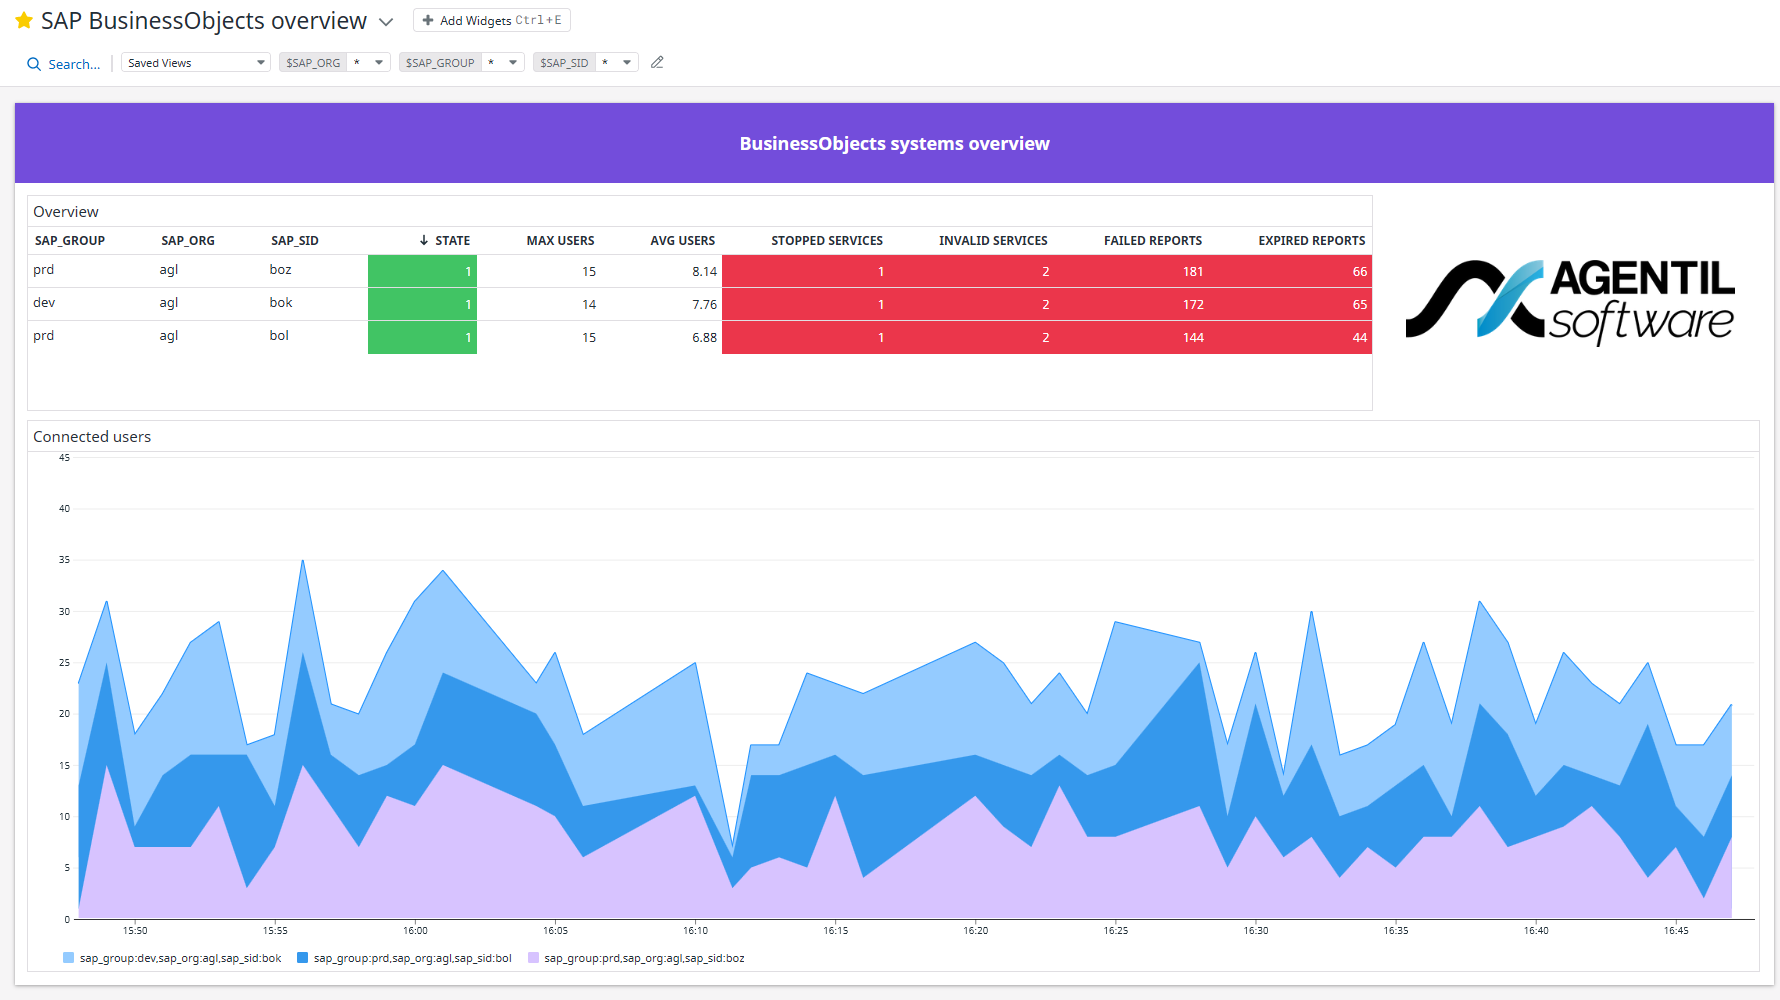 SAP BusinessObjects overview
Add Widgets Ctrl+E
Search...
Saved Views
$SAP_ORG *
$SAP_GROUP *
$SAP_SID *
BusinessObjects systems overview
Overview
SAP_GROUP SAP_ORG SAP_SID ↓ STATE MAX USERS AVG USERS STOPPED SERVICES INVALID SERVICES FAILED REPORTS EXPIRED REPORTS
prd agl boz 1 15 8.14 1 2 181 66
dev agl bok 1 14 7.76 1 2 172 65
prd agl bol 1 15 6.88 1 2 144 44
AGENTIL
software
Connected users
45
40
35
30
25
20
15
10
5
0
15:50 15:55 16:00 16:05 16:10 16:15 16:20 16:25 16:30 16:35 16:40 16:45
sap_group:dev,sap_org:agl,sap_sid:bok sap_group:prd,sap_org:agl,sap_sid:bol sap_group:prd,sap_org:agl,sap_sid:boz